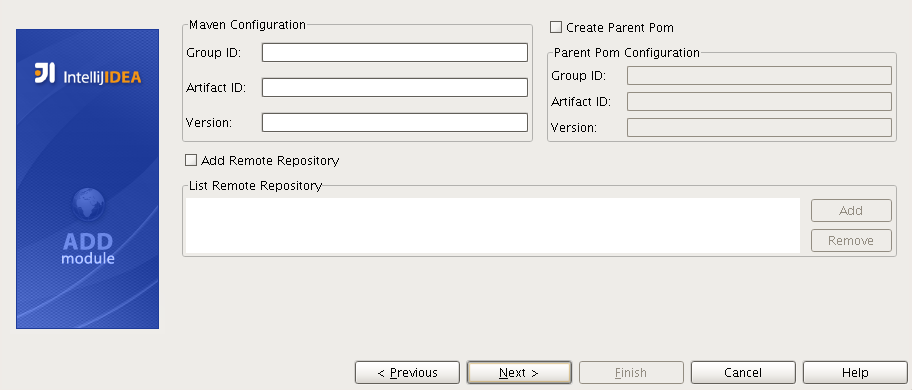 IntelliJIDEA
ADD
module
Maven Configuration
Group ID:
Artifact ID:
Version:
Create Parent Pom
Parent Pom Configuration
Group ID:
Artifact ID:
Version:
Add Remote Repository
List Remote Repository
Add
Remove
< Previous
Next >
Finish
Cancel
Help